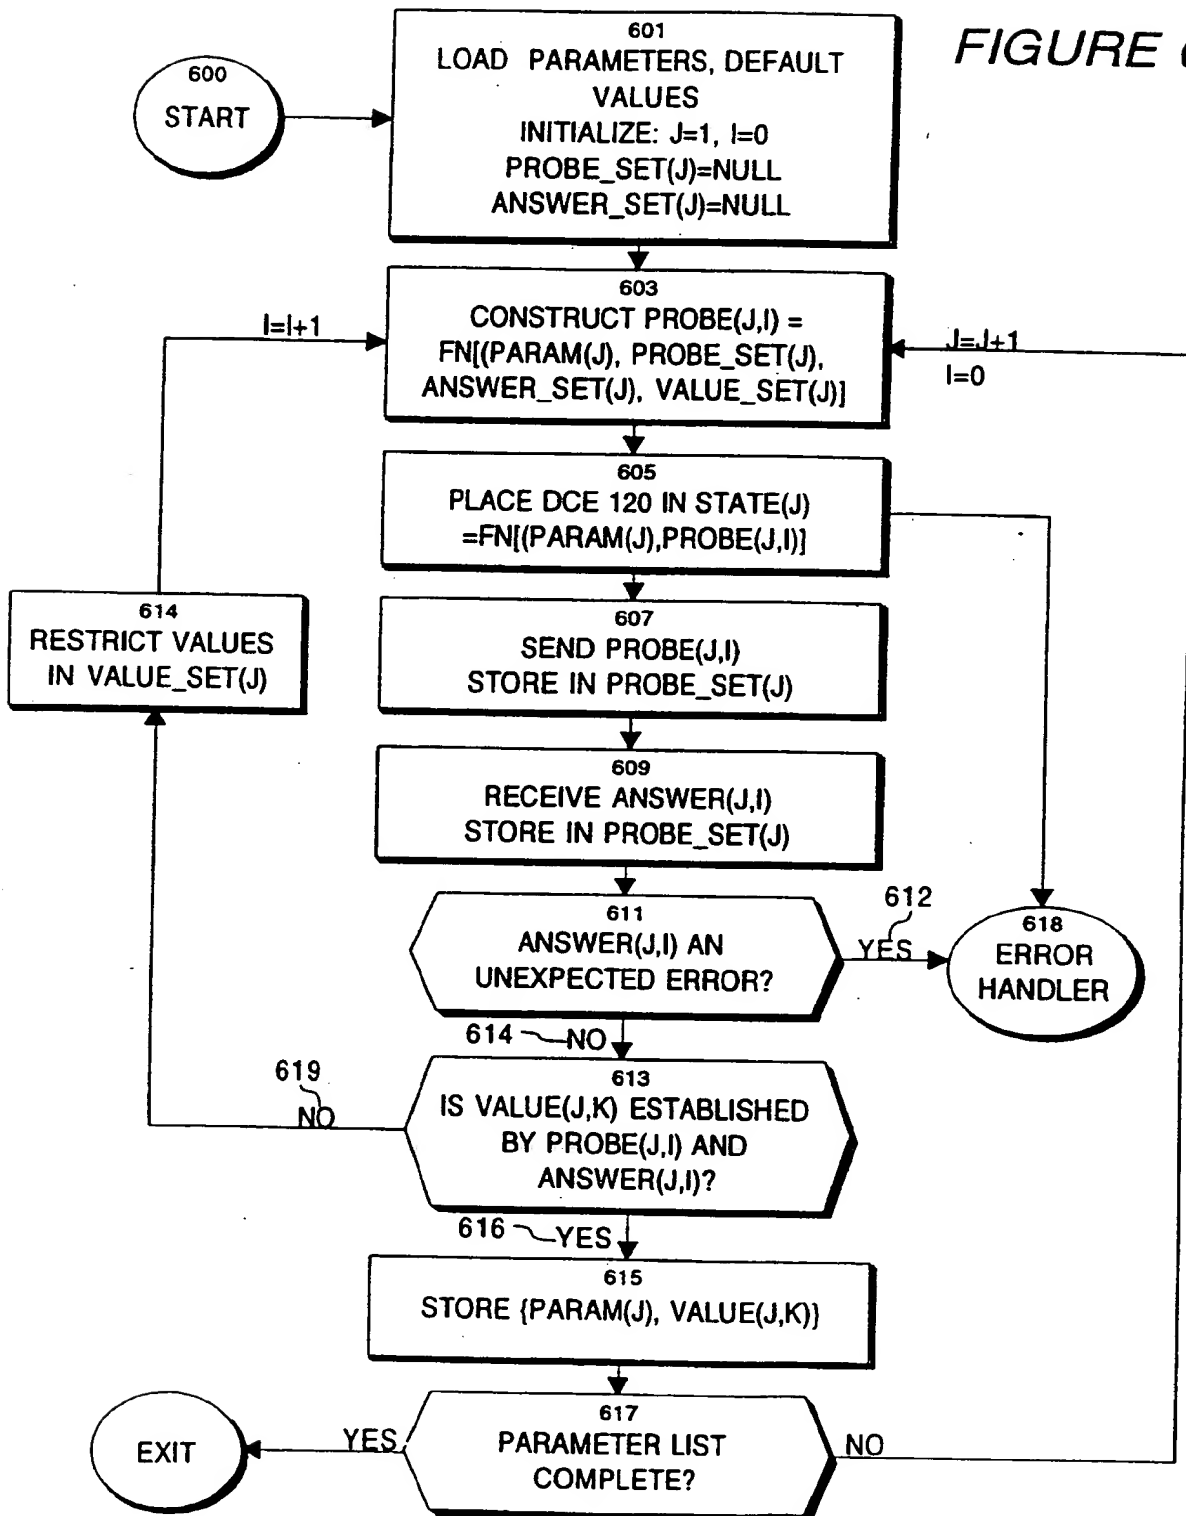 FIGURE 6
600
START
601
LOAD PARAMETERS, DEFAULT
VALUES
INITIALIZE: J=1, I=0
PROBE_SET(J)=NULL
ANSWER_SET(J)=NULL
I=I+1
603
CONSTRUCT PROBE(J,I) =
FN[(PARAM(J), PROBE_SET(J),
ANSWER_SET(J), VALUE_SET(J)]
J=J+1
I=0
605
PLACE DCE 120 IN STATE(J)
=FN[(PARAM(J),PROBE(J,I)]
614
RESTRICT VALUES
IN VALUE_SET(J)
607
SEND PROBE(J,I)
STORE IN PROBE_SET(J)
609
RECEIVE ANSWER(J,I)
STORE IN PROBE_SET(J)
611
ANSWER(J,I) AN
UNEXPECTED ERROR?
612
YES
618
ERROR
HANDLER
614
NO
619
NO
613
IS VALUE(J,K) ESTABLISHED
BY PROBE(J,I) AND
ANSWER(J,I)?
616
YES
615
STORE {PARAM(J), VALUE(J,K)}
617
PARAMETER LIST
COMPLETE?
YES
EXIT
NO